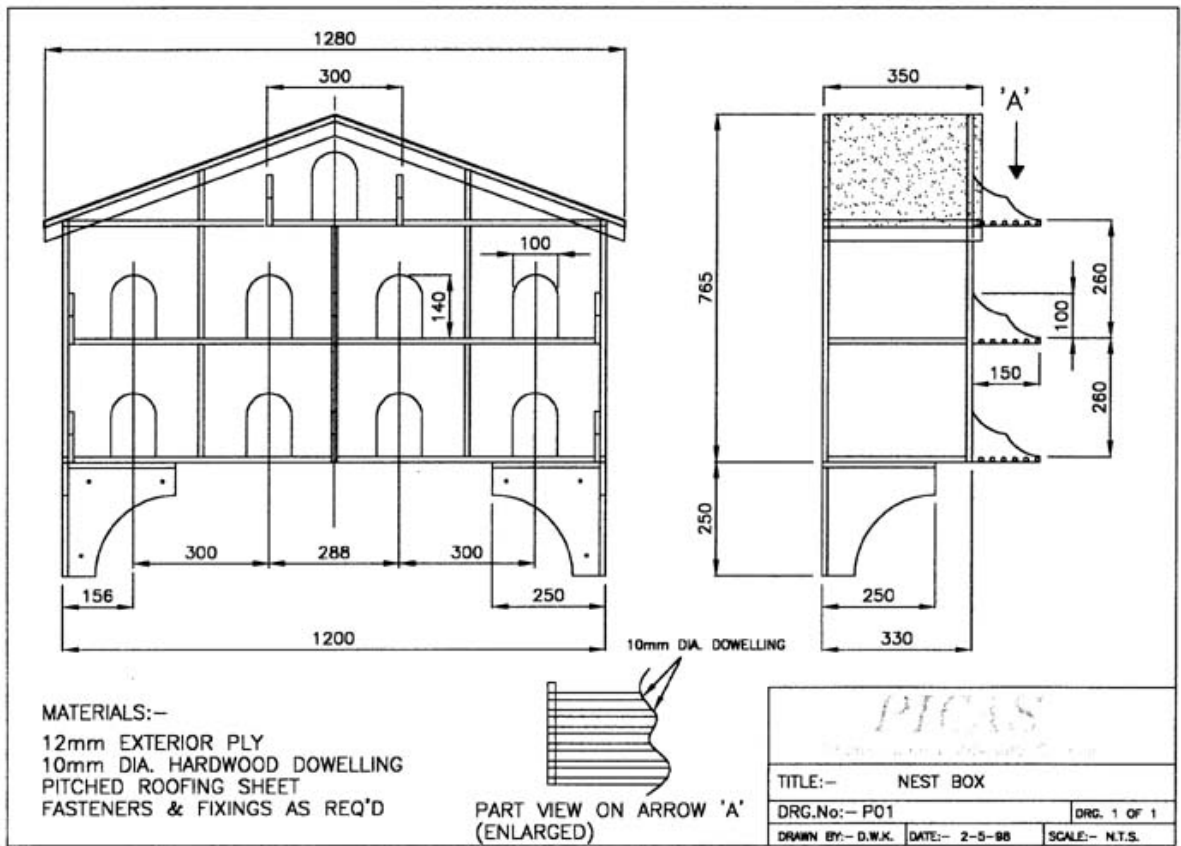 1280
300
350
'A'
100
140
765
260
100
150
260
250
300
288
300
156
250
1200
250
330
10mm DIA. DOWELLING
MATERIALS:-
12mm EXTERIOR PLY
10mm DIA. HARDWOOD DOWELLING
PITCHED ROOFING SHEET
FASTENERS & FIXINGS AS REQ'D
PART VIEW ON ARROW 'A'
(ENLARGED)
PICAS
TITLE:- NEST BOX
DRG.No:- P01
DRG. 1 OF 1
DRAWN BY:- D.W.K.
DATE:- 2-5-98
SCALE:- N.T.S.